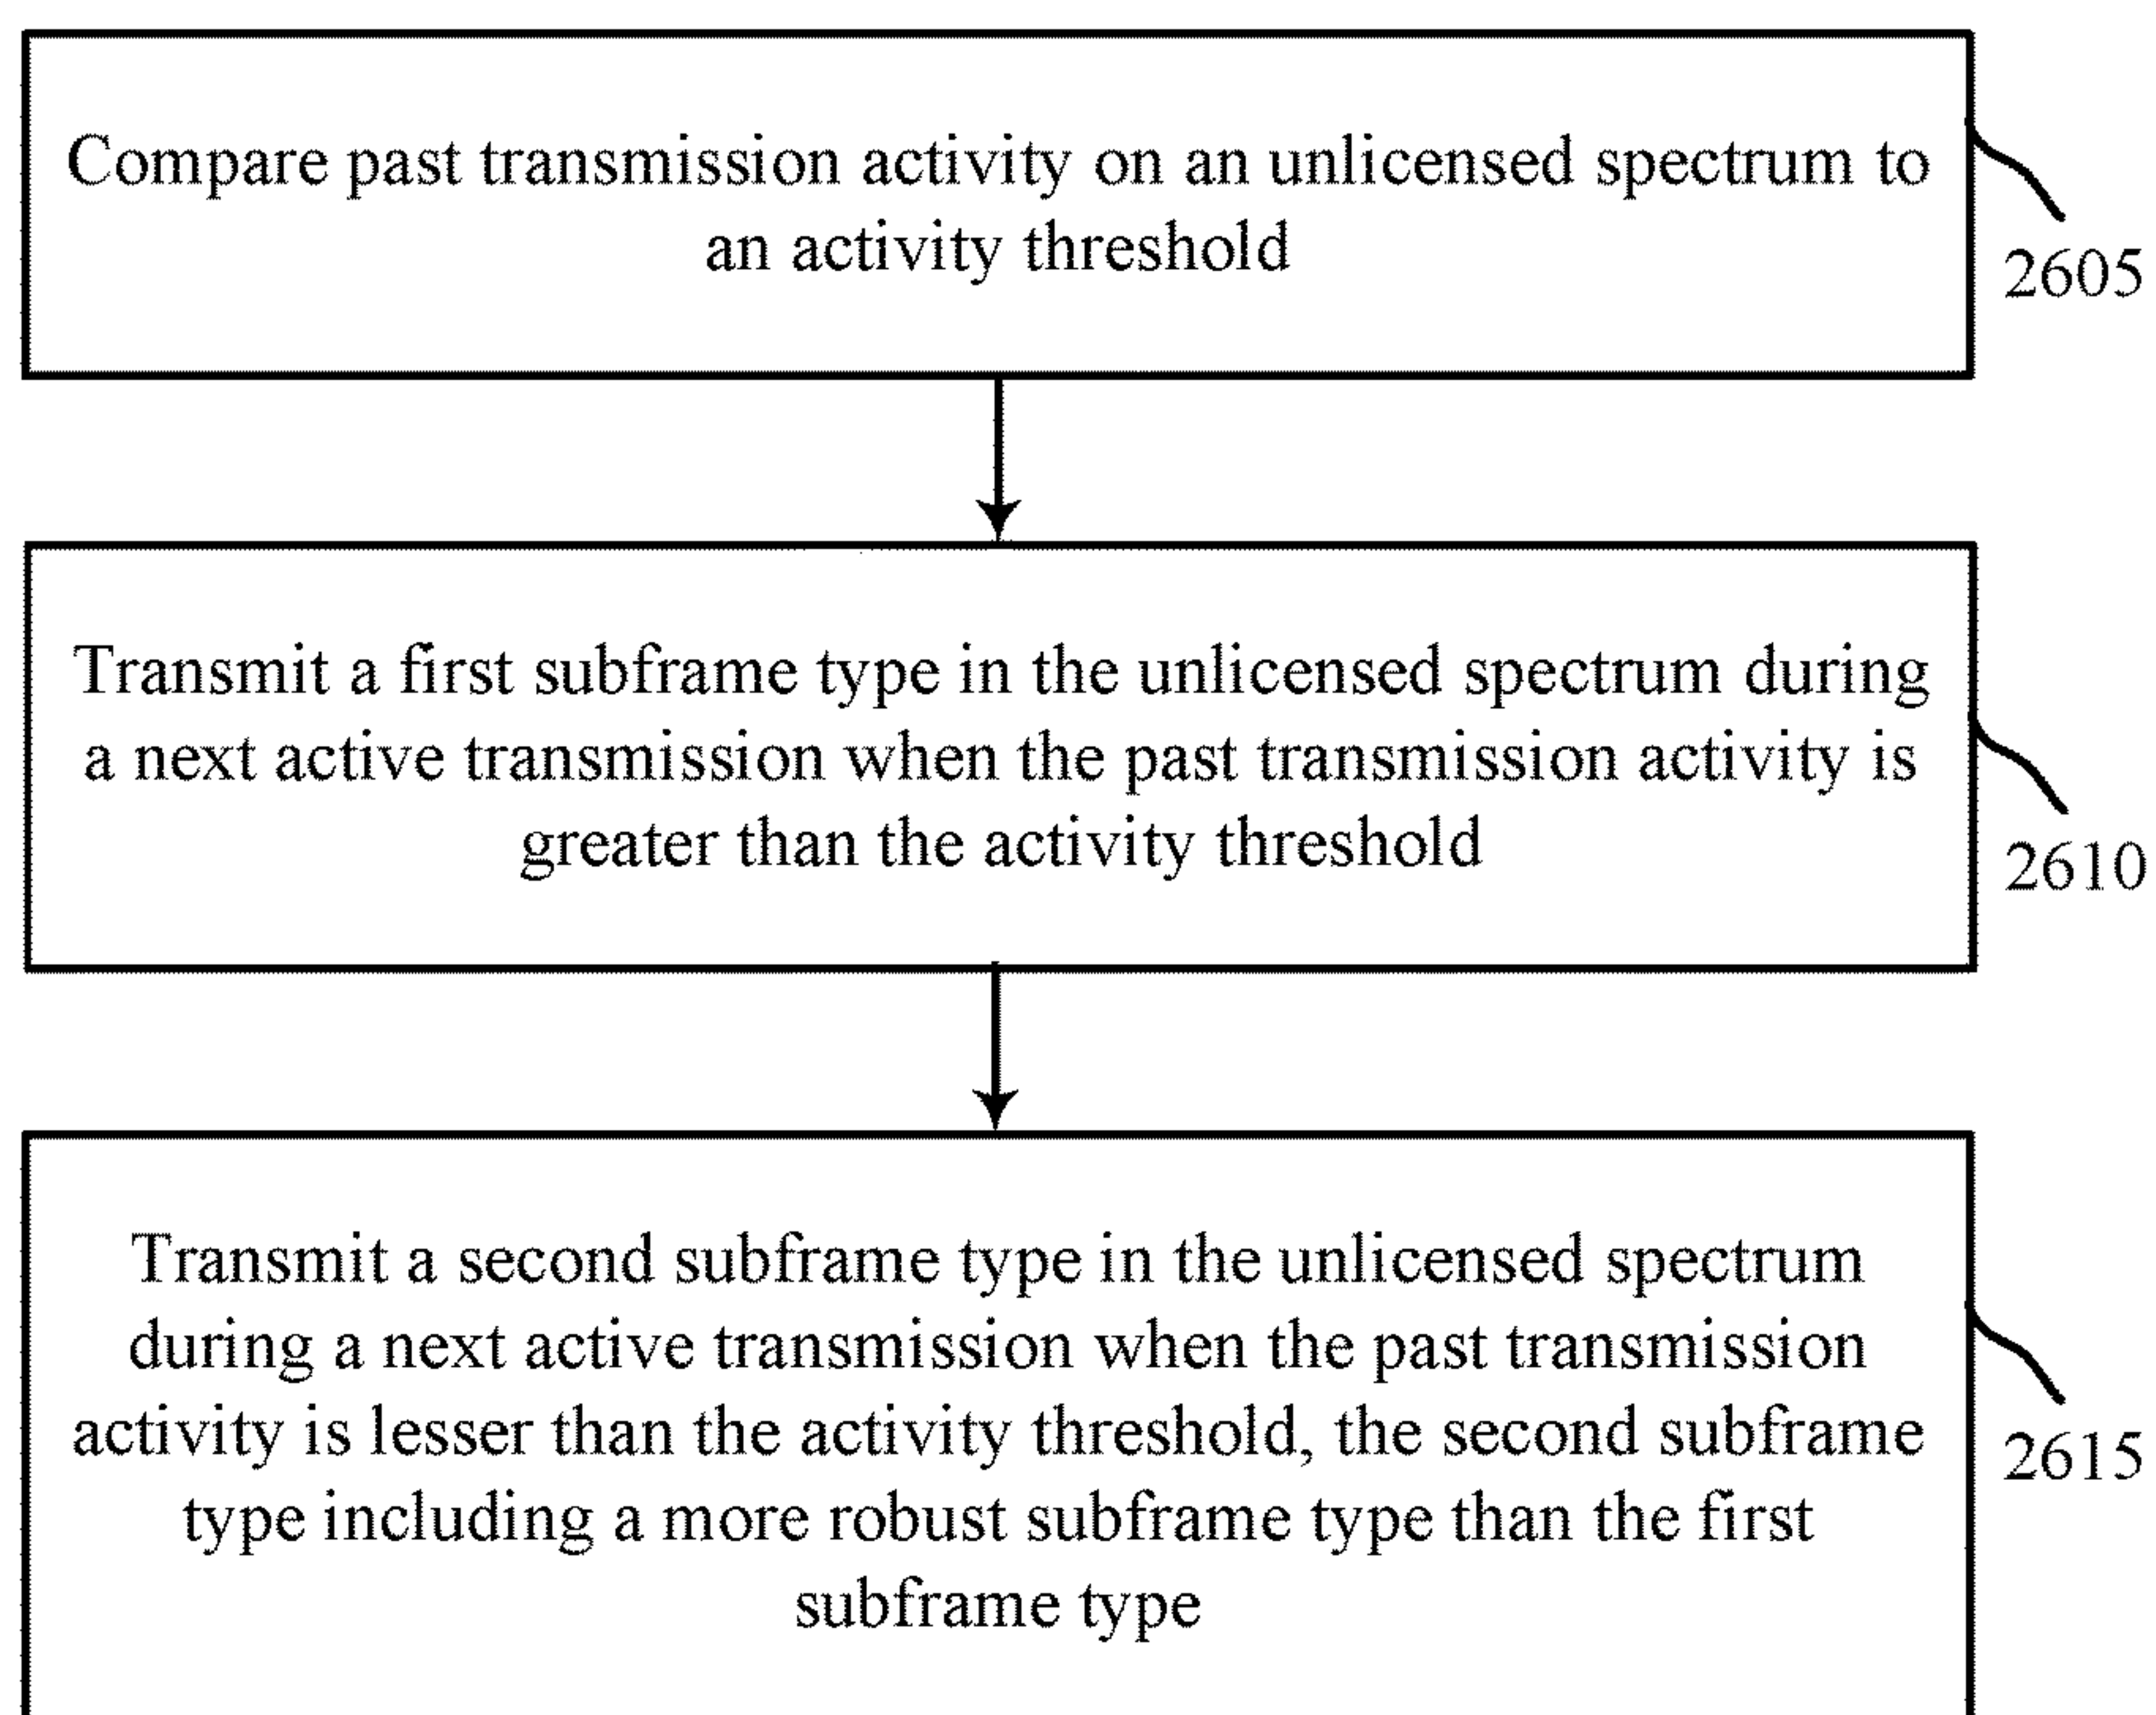 Compare past transmission activity on an unlicensed spectrum to
an activity threshold
2605
Transmit a first subframe type in the unlicensed spectrum during
a next active transmission when the past transmission activity is
greater than the activity threshold
2610
Transmit a second subframe type in the unlicensed spectrum
during a next active transmission when the past transmission
activity is lesser than the activity threshold, the second subframe
type including a more robust subframe type than the first
subframe type
2615